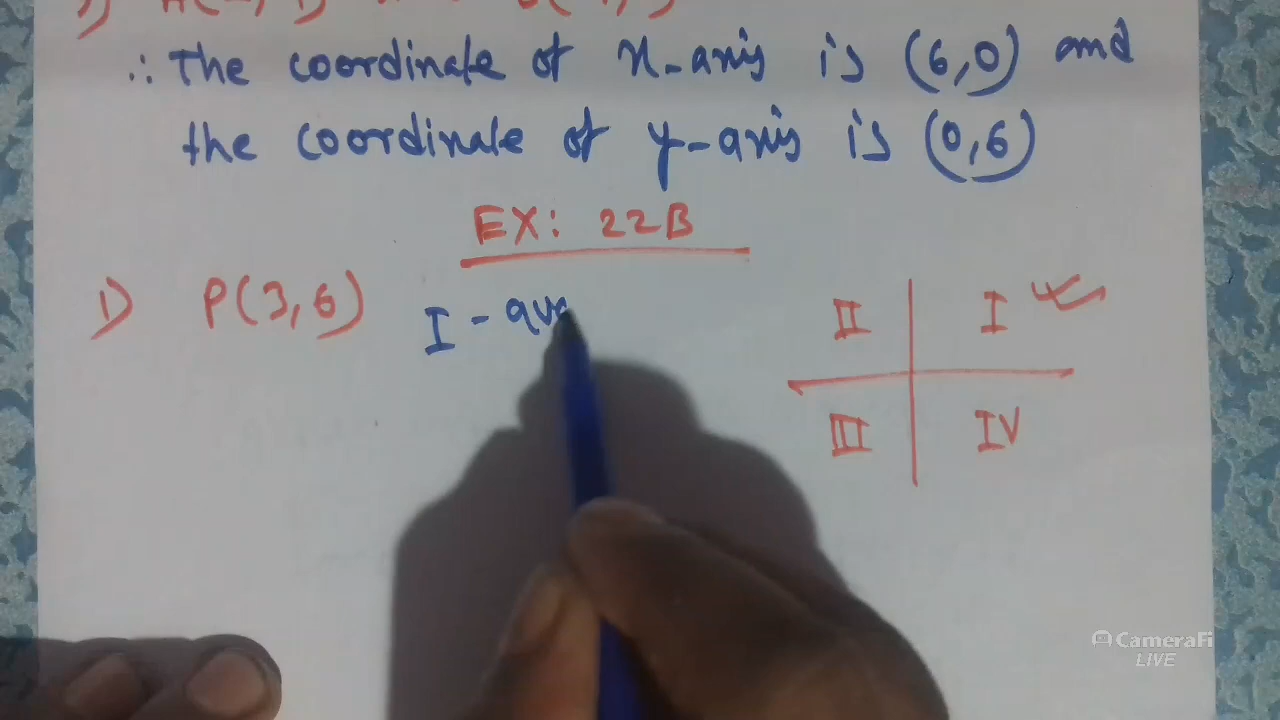 ∴ The coordinate of x-axis is (6,0) and
the coordinate of y-axis is (0,6)
EX: 22B
1) P(3,6) I -
II I
III IV
CameraFi
LIVE